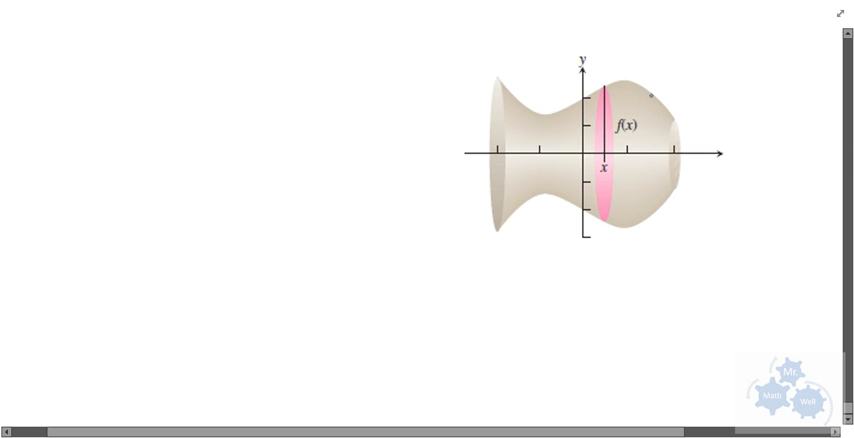 y
f(x)
x
Mr.
Math
Well